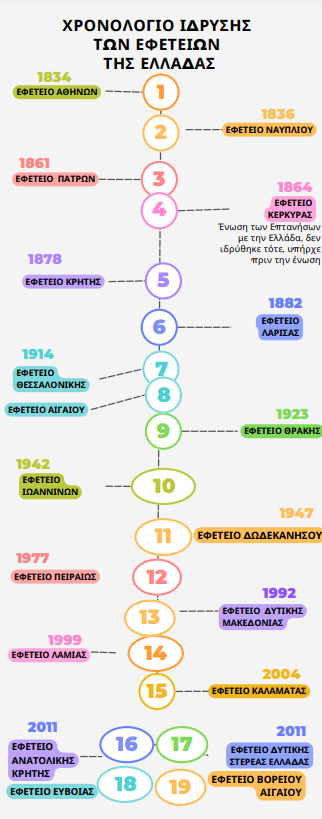 ΧΡΟΝΟΛΟΓΙΟ ΙΔΡΥΣΗΣ
ΤΩΝ ΕΦΕΤΕΙΩΝ
ΤΗΣ ΕΛΛΑΔΑΣ
1834
ΕΦΕΤΕΙΟ ΑΘΗΝΩΝ
1
1836
ΕΦΕΤΕΙΟ ΝΑΥΠΛΙΟΥ
2
1861
ΕΦΕΤΕΙΟ ΠΑΤΡΩΝ
3
1864
ΕΦΕΤΕΙΟ
ΚΕΡΚΥΡΑΣ
4
Ένωση των Επτανήσων
με την Ελλάδα, δεν
ιδρύθηκε τότε, υπήρχε
πριν την ένωση
1878
ΕΦΕΤΕΙΟ ΚΡΗΤΗΣ
5
1882
ΕΦΕΤΕΙΟ
ΛΑΡΙΣΑΣ
6
1914
ΕΦΕΤΕΙΟ
ΘΕΣΣΑΛΟΝΙΚΗΣ
7
ΕΦΕΤΕΙΟ ΑΙΓΑΙΟΥ
8
1923
ΕΦΕΤΕΙΟ ΘΡΑΚΗΣ
9
1942
ΕΦΕΤΕΙΟ
ΙΩΑΝΝΙΝΩΝ
10
1947
ΕΦΕΤΕΙΟ ΔΩΔΕΚΑΝΗΣΟΥ
11
1977
ΕΦΕΤΕΙΟ ΠΕΙΡΑΙΩΣ
12
1992
ΕΦΕΤΕΙΟ ΔΥΤΙΚΗΣ
ΜΑΚΕΔΟΝΙΑΣ
13
1999
ΕΦΕΤΕΙΟ ΛΑΜΙΑΣ
14
2004
ΕΦΕΤΕΙΟ ΚΑΛΑΜΑΤΑΣ
15
2011
ΕΦΕΤΕΙΟ
ΑΝΑΤΟΛΙΚΗΣ
ΚΡΗΤΗΣ
16
17
2011
ΕΦΕΤΕΙΟ ΔΥΤΙΚΗΣ
ΣΤΕΡΕΑΣ ΕΛΛΑΔΑΣ
ΕΦΕΤΕΙΟ ΕΥΒΟΙΑΣ
18
19
ΕΦΕΤΕΙΟ ΒΟΡΕΙΟΥ
ΑΙΓΑΙΟΥ